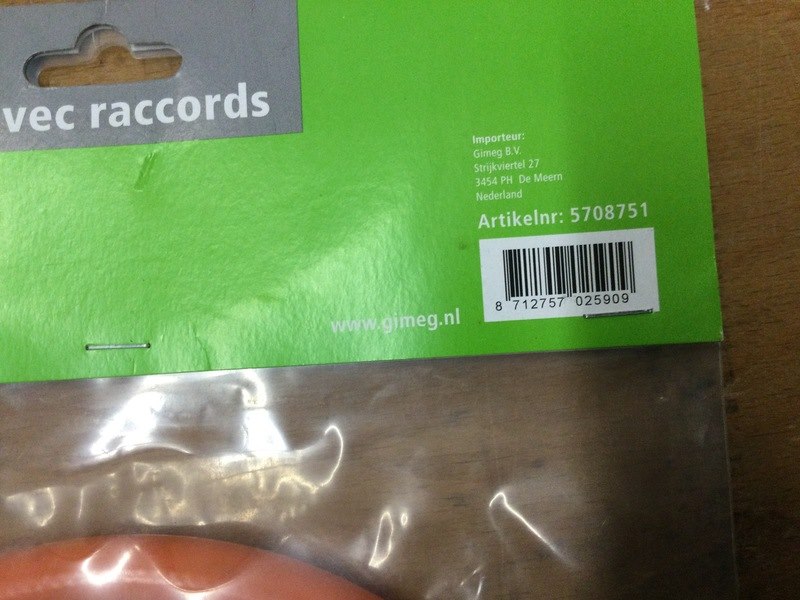 vec raccords
Importeur:
Gimeg B.V.
Strijkviertel 27
3454 PH De Meern
Nederland
Artikelnr: 5708751
8 712757 025909
www.gimeg.nl